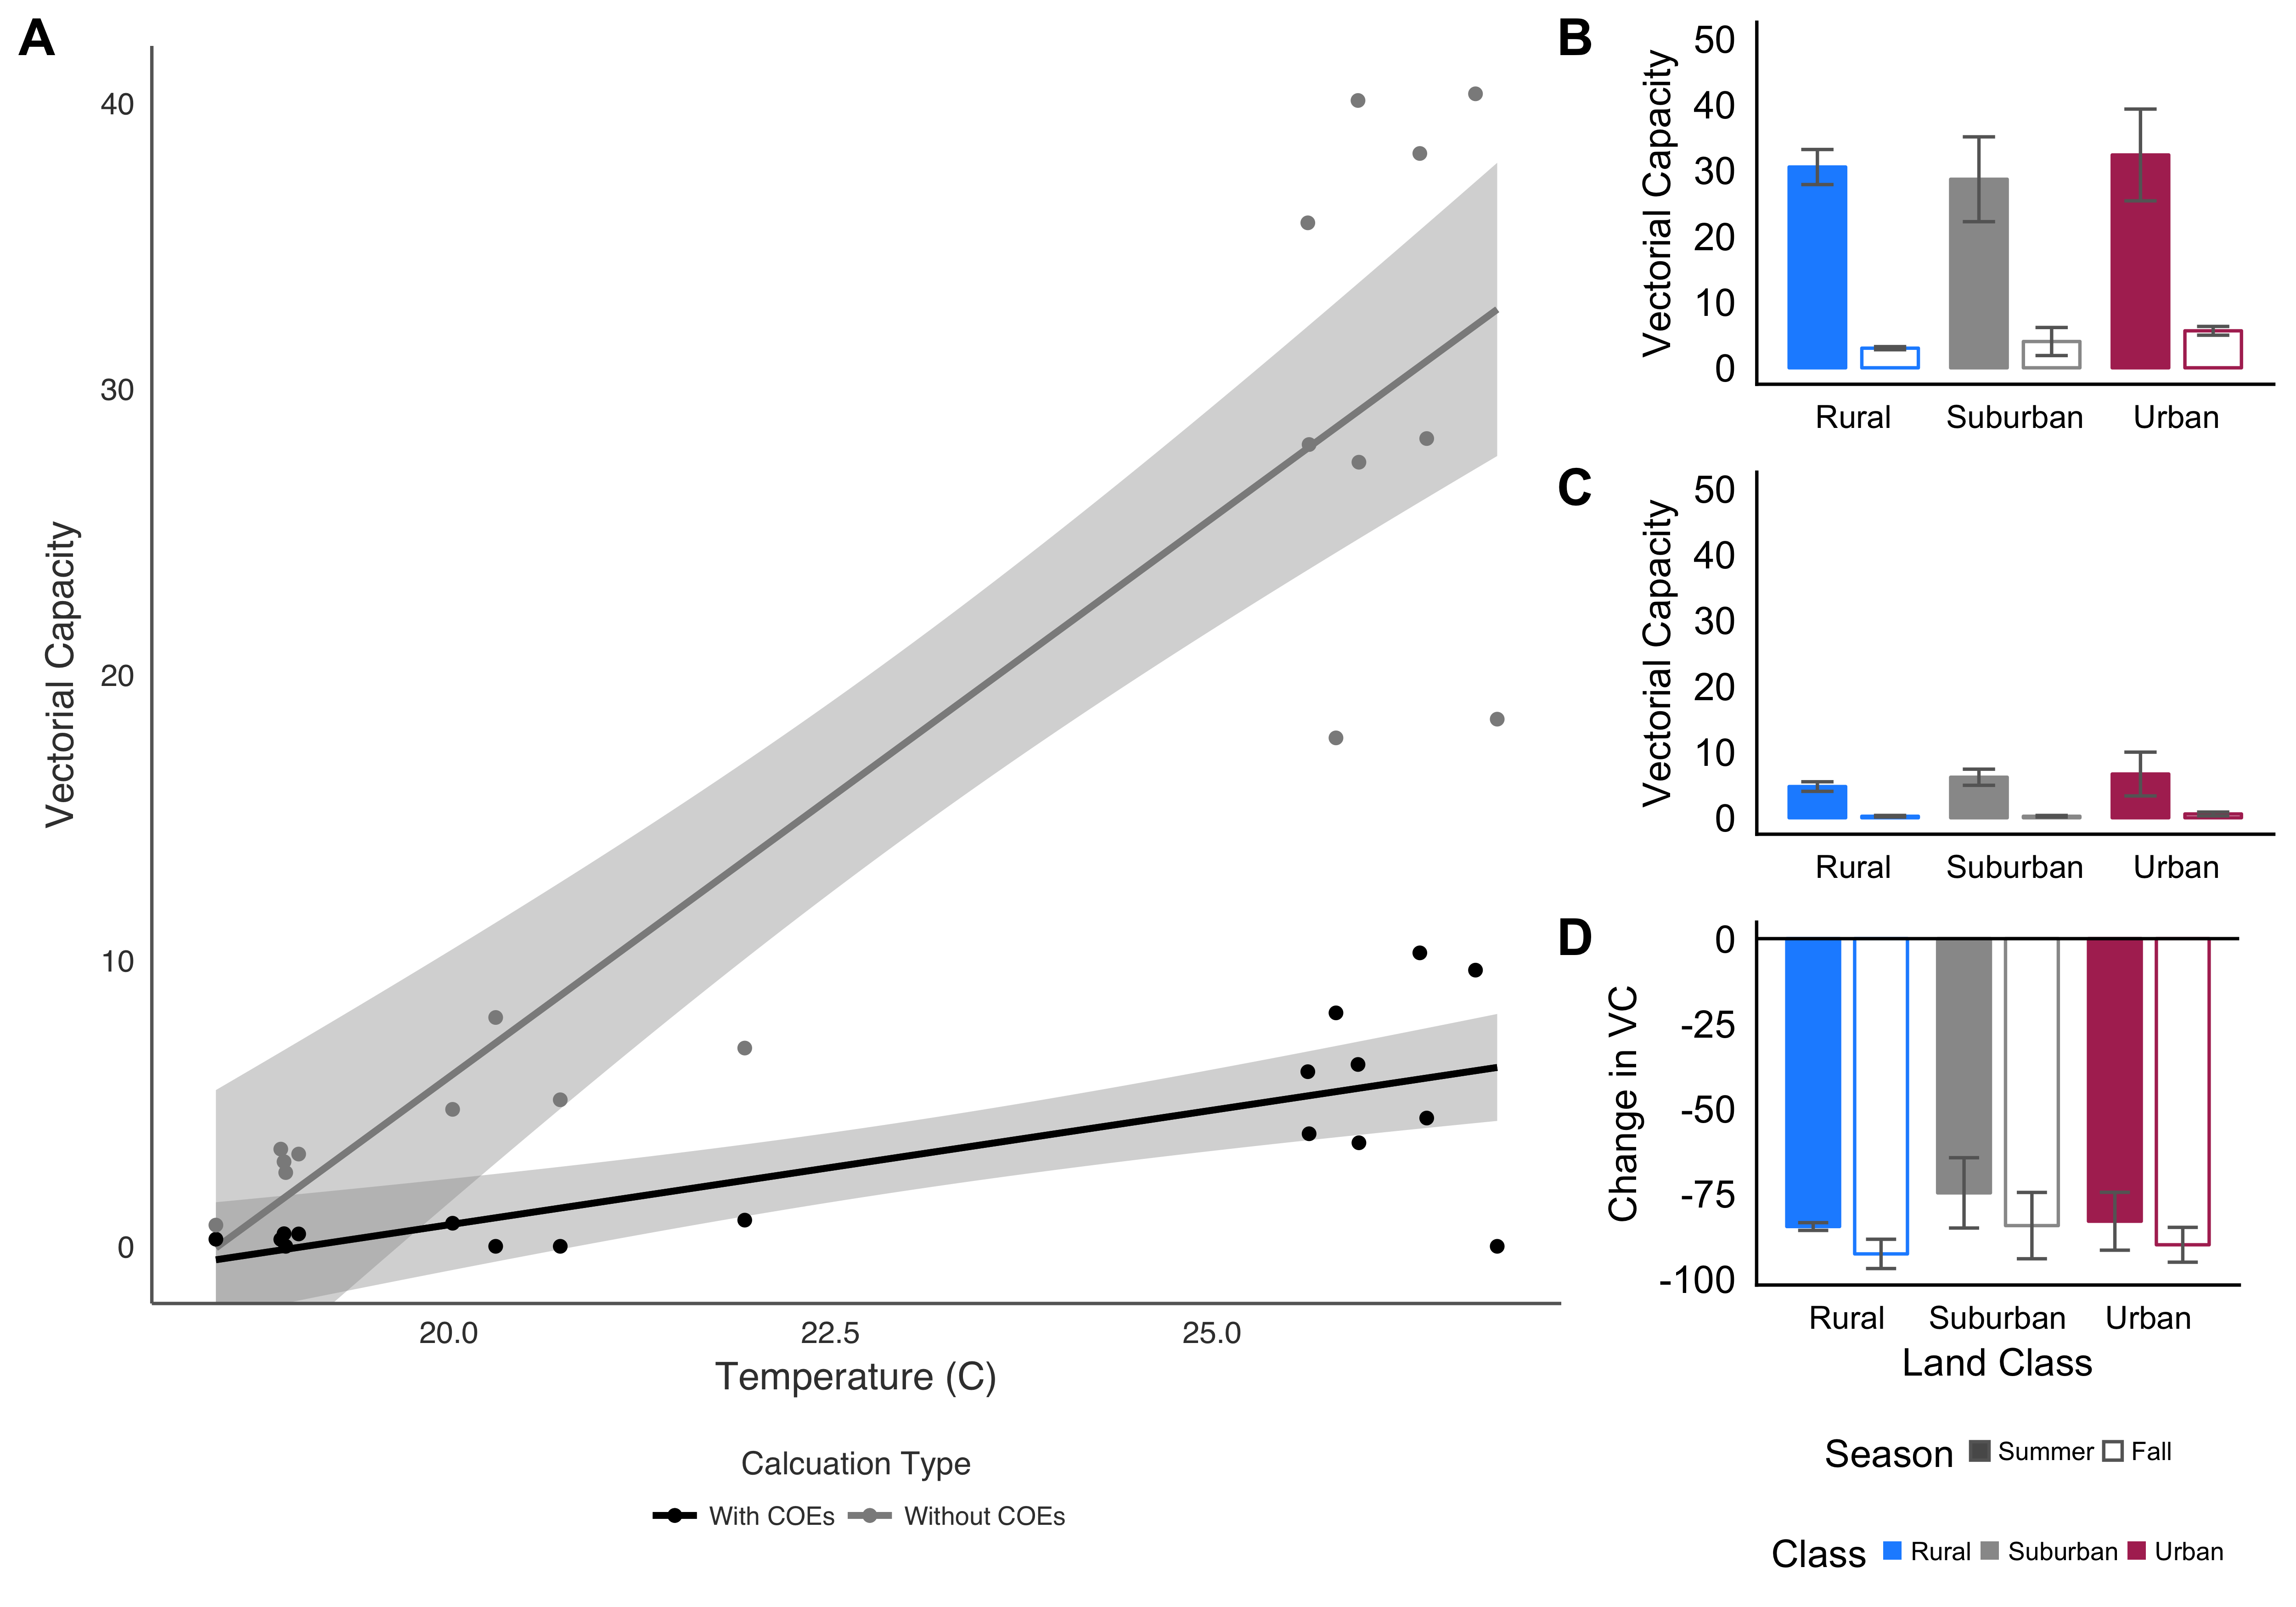 A
Vectorial Capacity
40
30
20
10
0
20.0 22.5 25.0
Temperature (C)
Calcuation Type
With COEs Without COEs
B
Vectorial Capacity
50
40
30
20
10
0
Rural Suburban Urban
C
Vectorial Capacity
50
40
30
20
10
0
Rural Suburban Urban
D
Change in VC
0
-25
-50
-75
-100
Rural Suburban Urban
Land Class
Season Summer Fall
Class Rural Suburban Urban